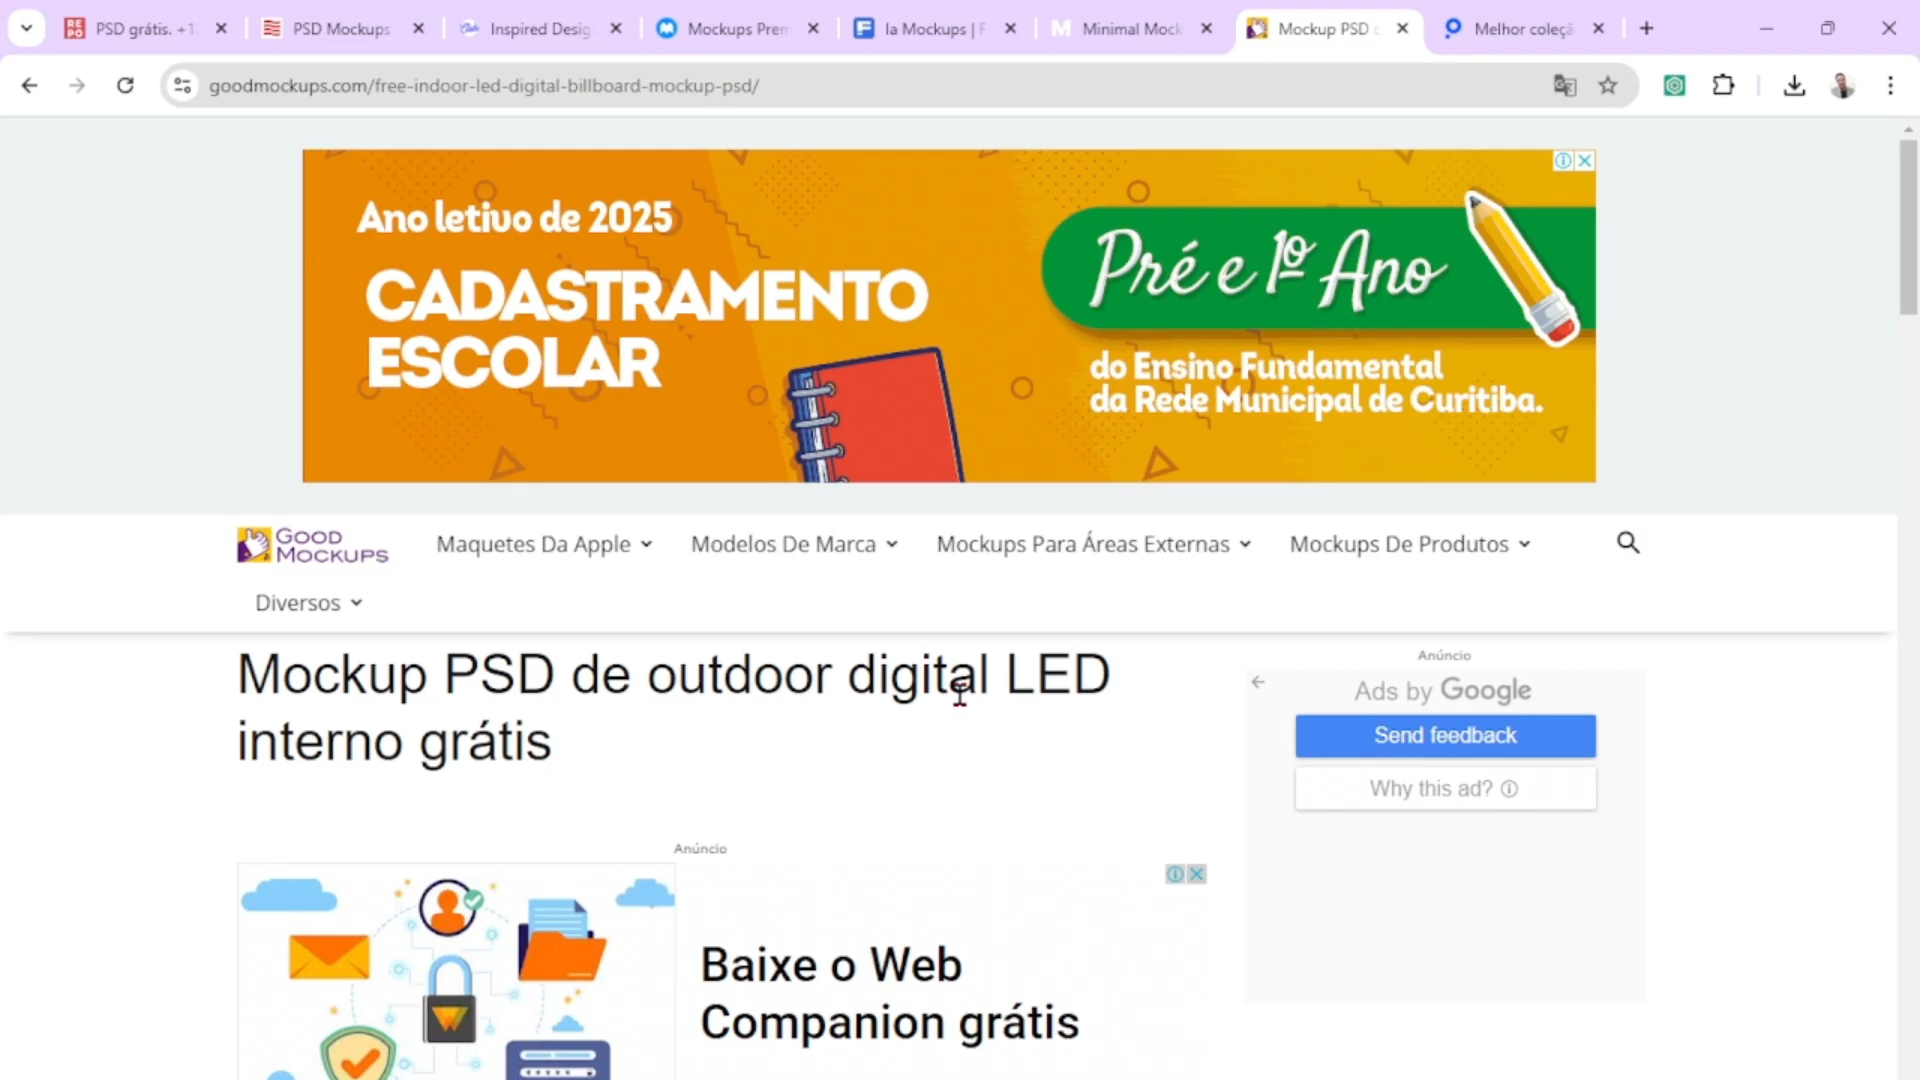 PSD grátis. +1
PSD Mockups
Inspired Desig
Mockups Prem
Ia Mockups | F
Minimal Mock
Mockup PSD d
Melhor coleçã
goodmockups.com/free-indoor-led-digital-billboard-mockup-psd/
Ano letivo de 2025
CADASTRAMENTO
ESCOLAR
Pré e 1º Ano
do Ensino Fundamental
da Rede Municipal de Curitiba.
GOOD
MOCKUPS
Maquetes Da Apple
Modelos De Marca
Mockups Para Áreas Externas
Mockups De Produtos
Diversos
Mockup PSD de outdoor digital LED
interno grátis
Anúncio
Ads by Google
Send feedback
Why this ad?
Anúncio
Baixe o Web
Companion grátis